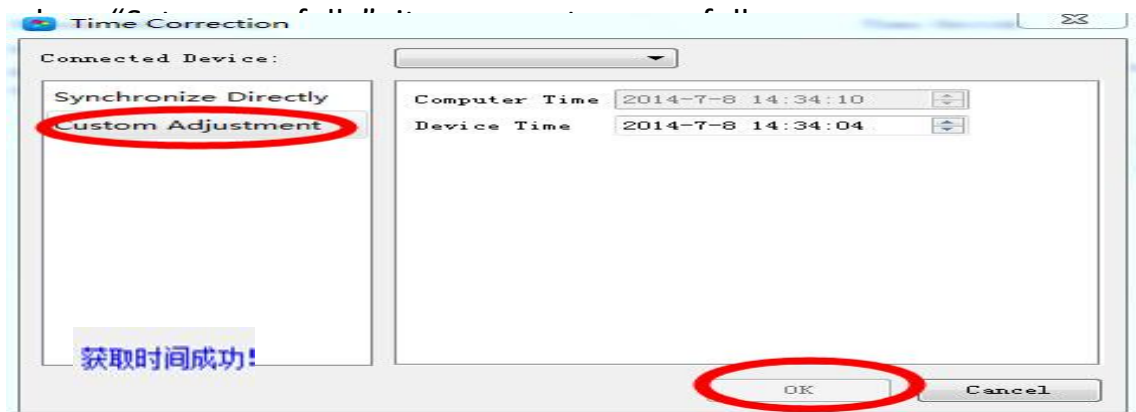 Time Correction
Connected Device:
Synchronize Directly
Custom Adjustment
Computer Time 2014-7-8 14:34:10
Device Time 2014-7-8 14:34:04
获取时间成功!
OK Cancel